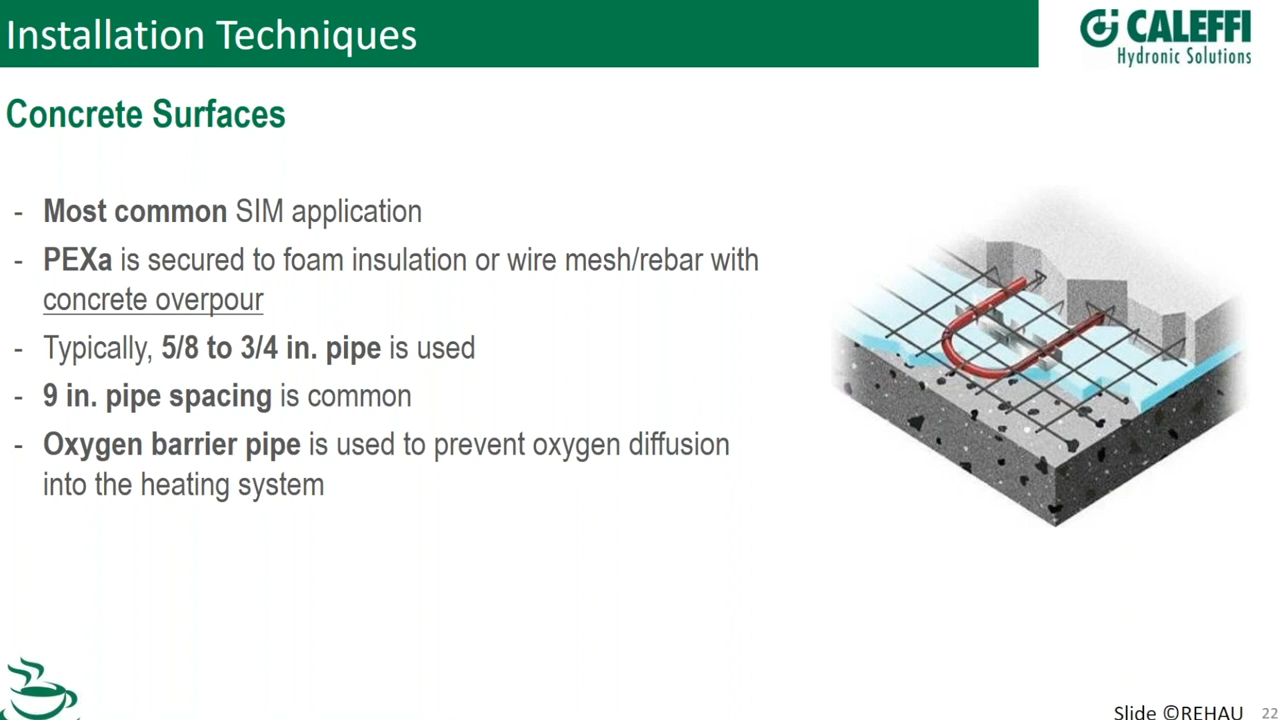 Installation Techniques
CALEFFI
Hydronic Solutions
Concrete Surfaces
- Most common SIM application
- PEXa is secured to foam insulation or wire mesh/rebar with
concrete overpour
- Typically, 5/8 to 3/4 in. pipe is used
- 9 in. pipe spacing is common
- Oxygen barrier pipe is used to prevent oxygen diffusion
into the heating system
Slide ©REHAU 22